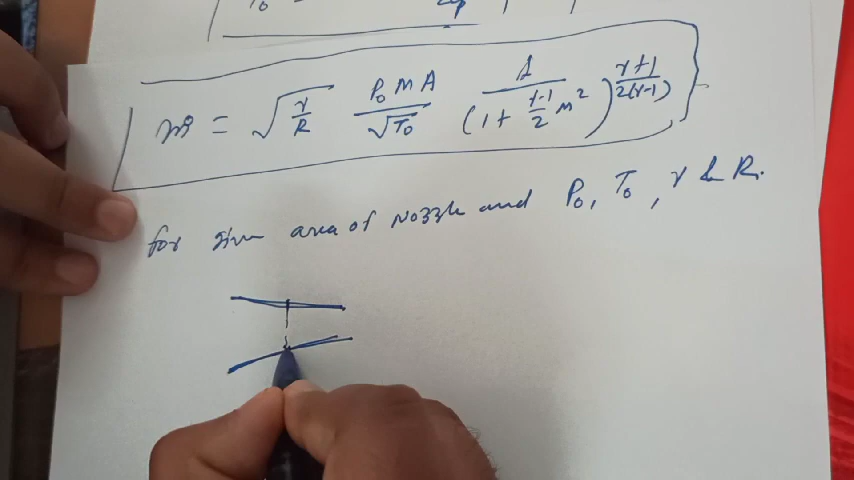 ṁ = √(γ/R) P₀ M A/√T₀ 1/(1 + (γ-1)/2 M²)^((γ+1)/(2(γ-1)))
for given area of Nozzle and P₀, T₀, γ & R.